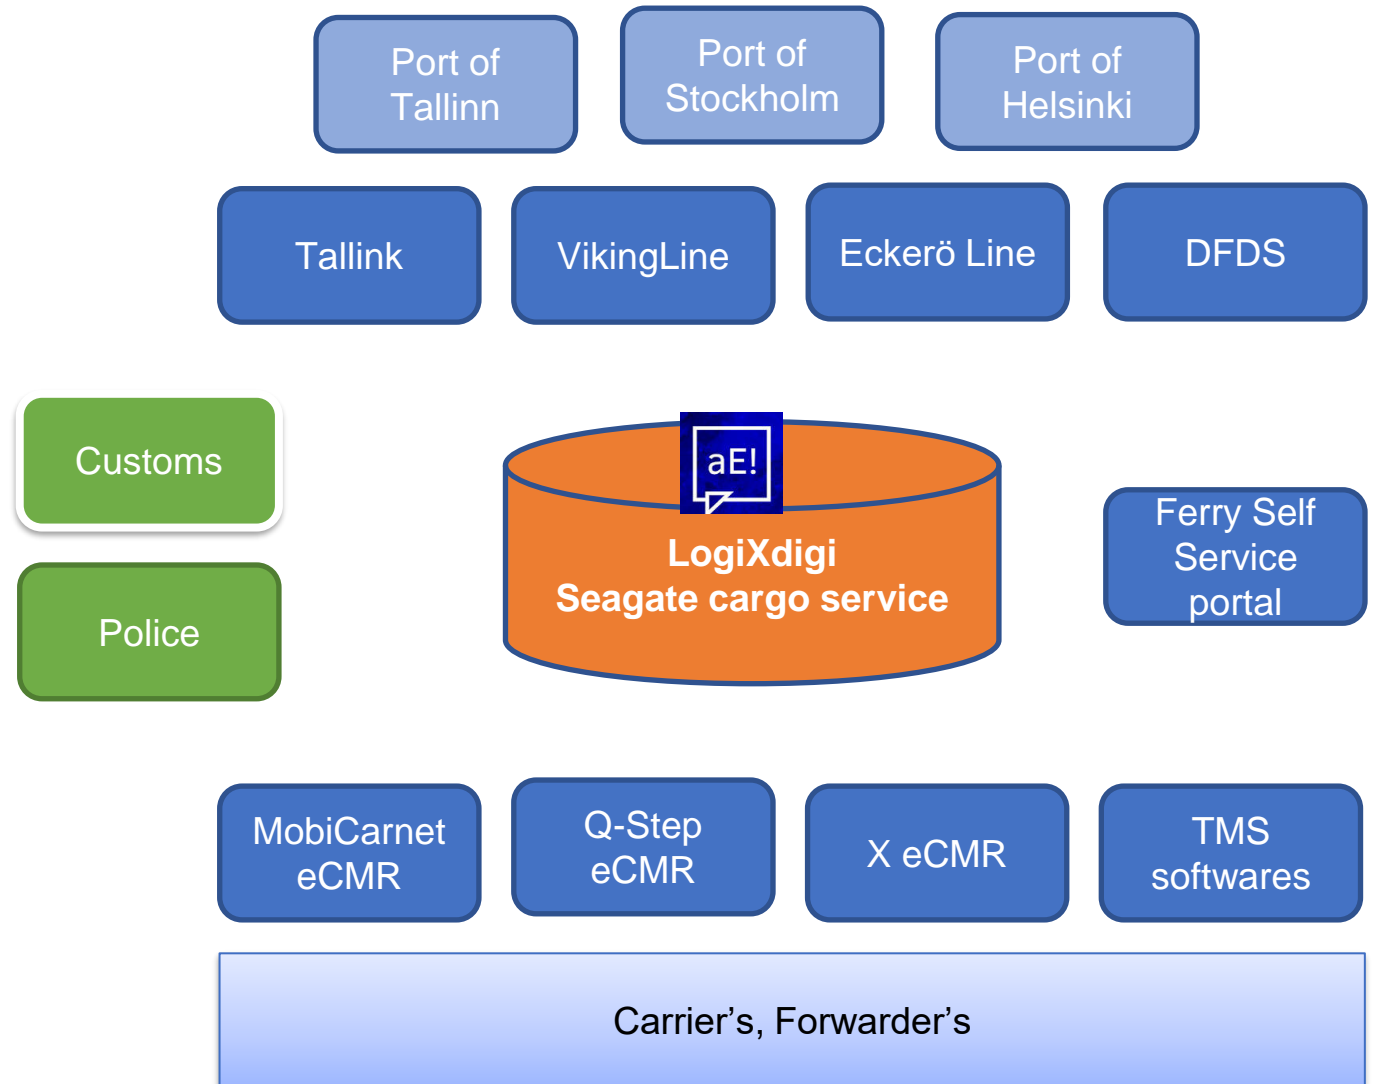 Port of
Tallinn
Port of
Stockholm
Port of
Helsinki
Tallink
VikingLine
Eckerö Line
DFDS
Customs
Police
aE!
LogiXdigi
Seagate cargo service
Ferry Self
Service
portal
MobiCarnet
eCMR
Q-Step
eCMR
X eCMR
TMS
softwares
Carrier’s, Forwarder’s